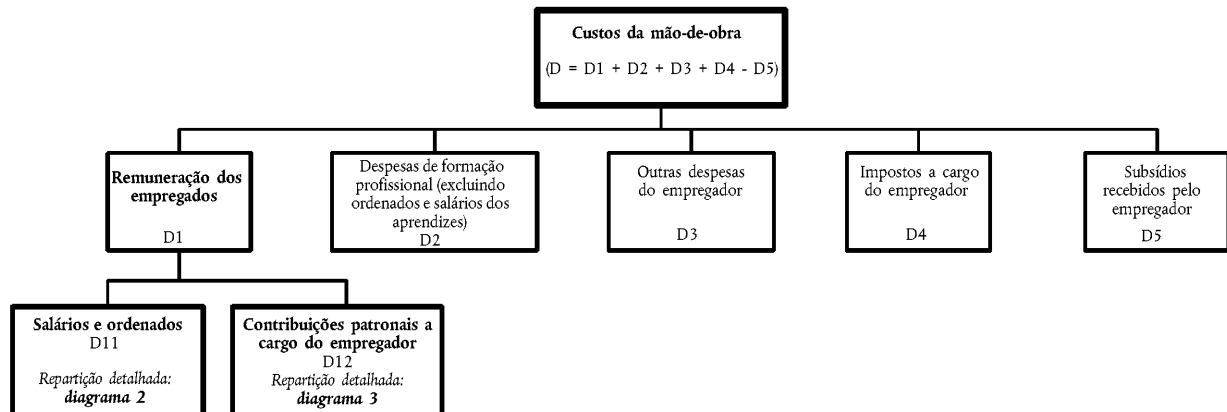 Custos da mão-de-obra
(D = D1 + D2 + D3 + D4 - D5)
Remuneração dos
empregados
D1
Despesas de formação
profissional (excluindo
ordenados e salários dos
aprendizes)
D2
Outras despesas
do empregador
D3
Impostos a cargo
do empregador
D4
Subsídios
recebidos pelo
empregador
D5
Salários e ordenados
D11
Repartição detalhada:
diagrama 2
Contribuições patronais a
cargo do empregador
D12
Repartição detalhada:
diagrama 3